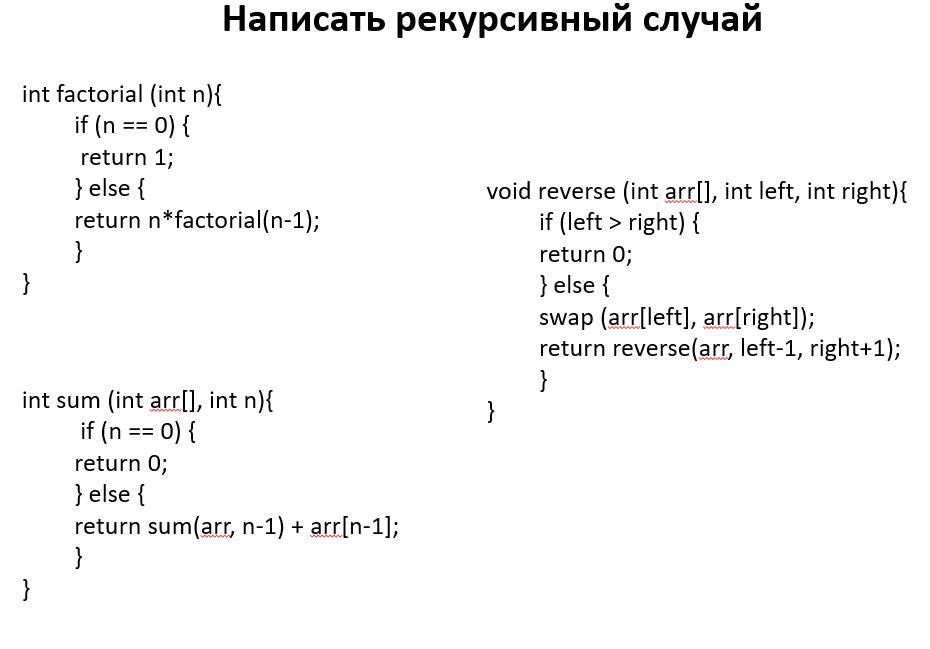 Написать рекурсивный случай
int factorial (int n){
if (n == 0) {
return 1;
} else {
return n*factorial(n-1);
}
}
int sum (int arr[], int n){
if (n == 0) {
return 0;
} else {
return sum(arr, n-1) + arr[n-1];
}
}
void reverse (int arr[], int left, int right){
if (left > right) {
return 0;
} else {
swap (arr[left], arr[right]);
return reverse(arr, left-1, right+1);
}
}